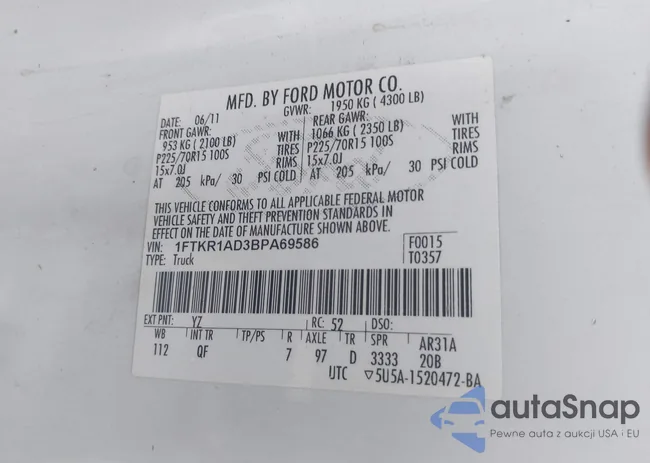 MFD. BY FORD MOTOR CO.
DATE: 06/11 GVWR: 1950 KG ( 4300 LB)
FRONT GAWR: REAR GAWR:
953 KG ( 2100 LB) WITH 1066 KG ( 2350 LB) WITH
P225/70R15 100S TIRES P225/70R15 100S TIRES
15x7.0J RIMS 15x7.0J RIMS
AT 205 kPa/ 30 PSI COLD AT 205 kPa/ 30 PSI COLD
THIS VEHICLE CONFORMS TO ALL APPLICABLE FEDERAL MOTOR
VEHICLE SAFETY AND THEFT PREVENTION STANDARDS IN
EFFECT ON THE DATE OF MANUFACTURE SHOWN ABOVE.
VIN: 1FTKR1AD3BPA69586 F0015
TYPE: Truck T0357
EXT PNT: YZ RC: 52 DSO:
WB INT TR TP/PS R AXLE TR SPR AR31A
112 QF 7 97 D 3333 20B
UTC ▽5U5A-1520472-BA
autaSnap
Pewne auta z aukcji USA i EU